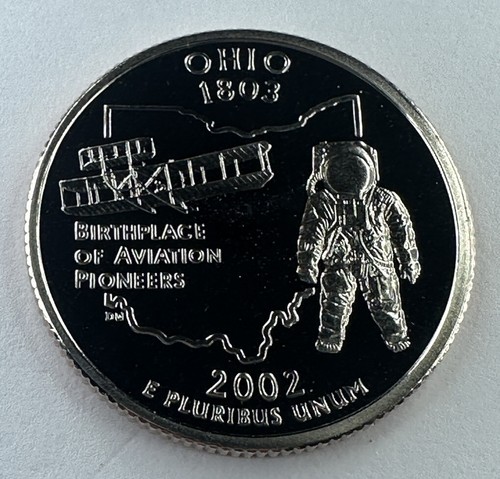 OHIO
1803
BIRTHPLACE
OF AVIATION
PIONEERS
2002
E PLURIBUS UNUM